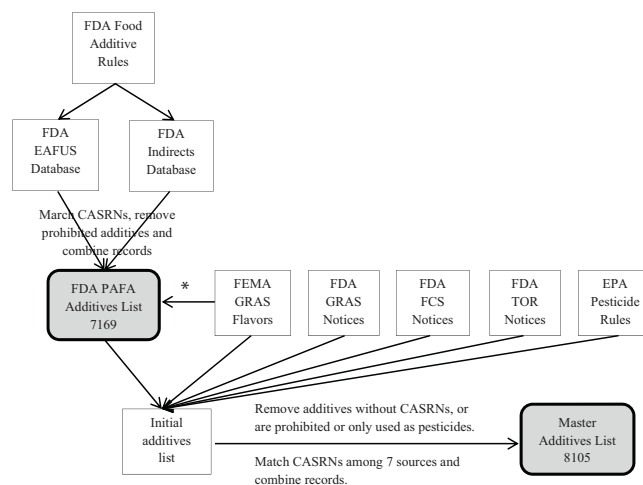 FDA Food
Additive
Rules
FDA
EAFUS
Database
FDA
Indirects
Database
March CASRNs, remove
prohibited additives and
combine records
FDA PAFA
Additives List
7169
*
FEMA
GRAS
Flavors
FDA
GRAS
Notices
FDA
FCS
Notices
FDA
TOR
Notices
EPA
Pesticide
Rules
Initial
additives
list
Remove additives without CASRNs, or
are prohibited or only used as pesticides.
Match CASRNs among 7 sources and
combine records.
Master
Additives List
8105